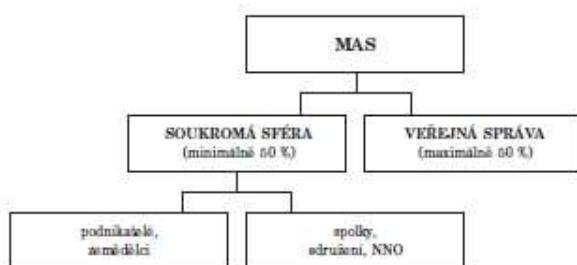 MAS
SOUKROMÁ SFÉRA
(minimálně 50 %)
VEŘEJNÁ SPRÁVA
(maximálně 50 %)
podnikatelé,
zemědělci
spolky,
sdružení, NNO